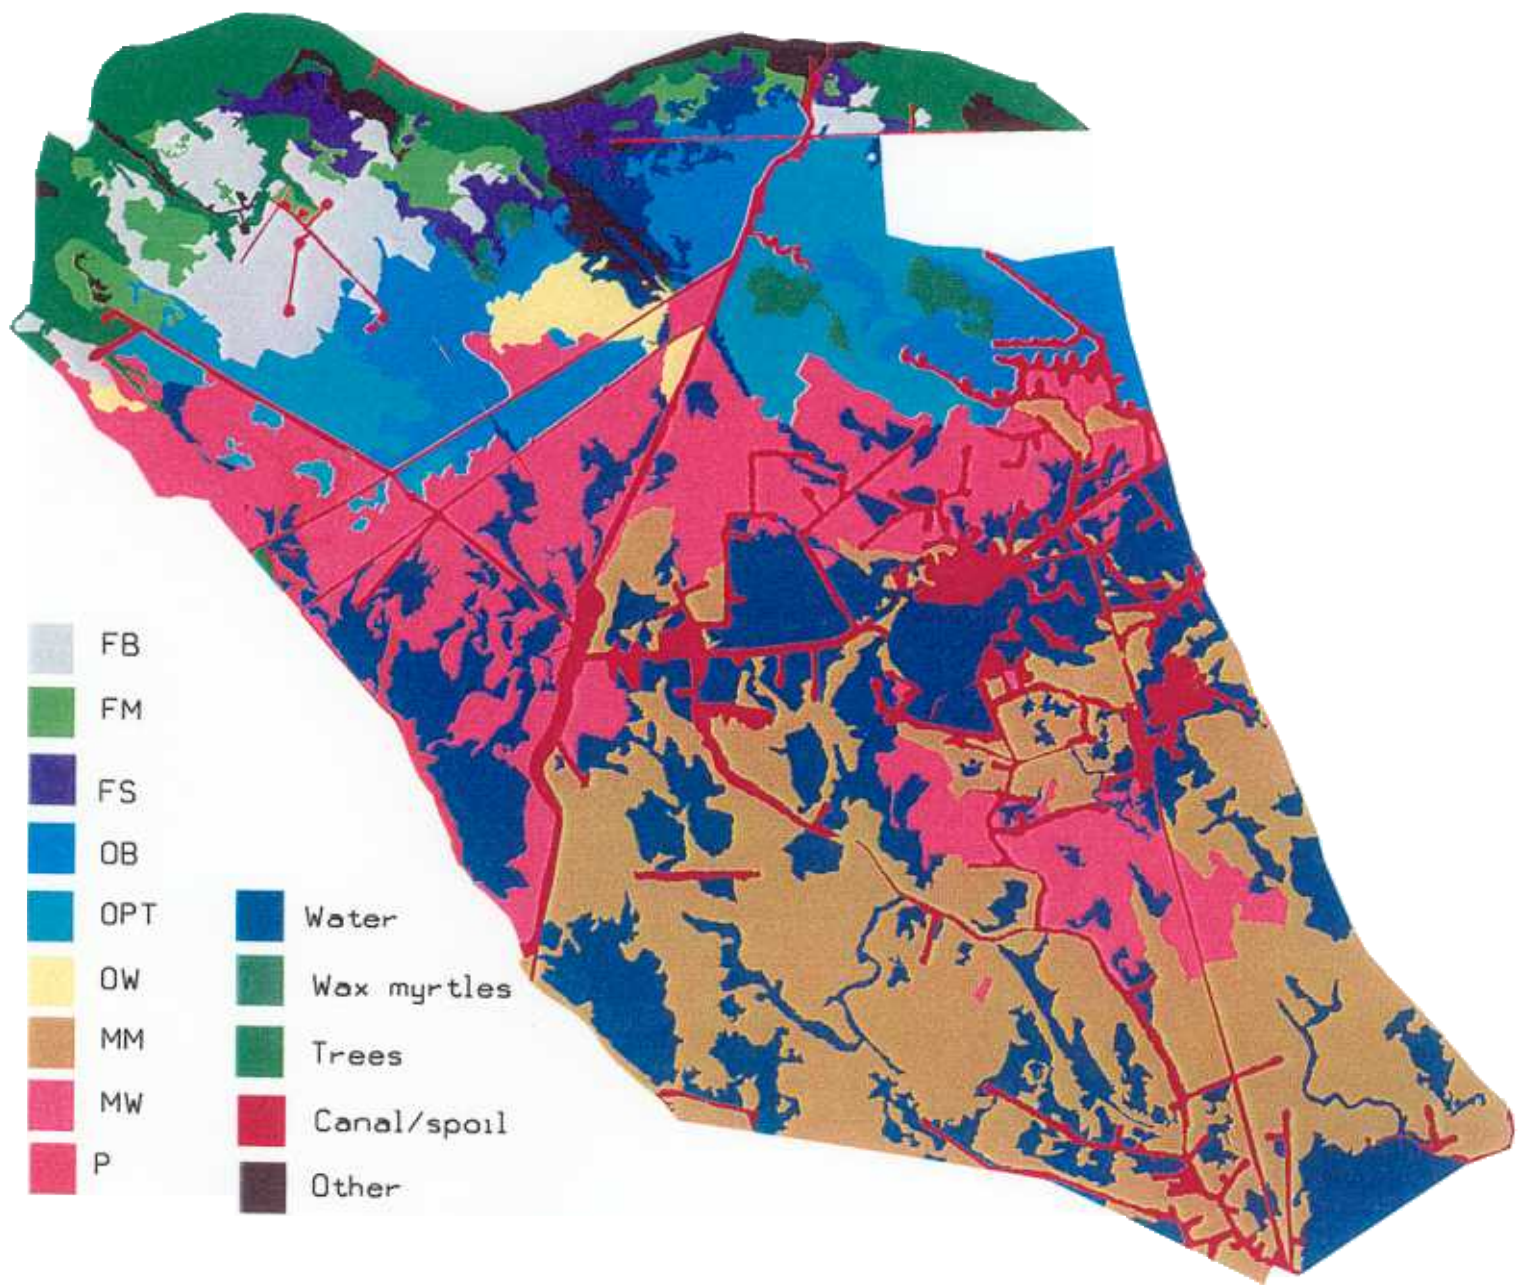 FB
FM
FS
OB
OPT
OW
MM
MW
P
Water
Wax myrtles
Trees
Canal/spoil
Other